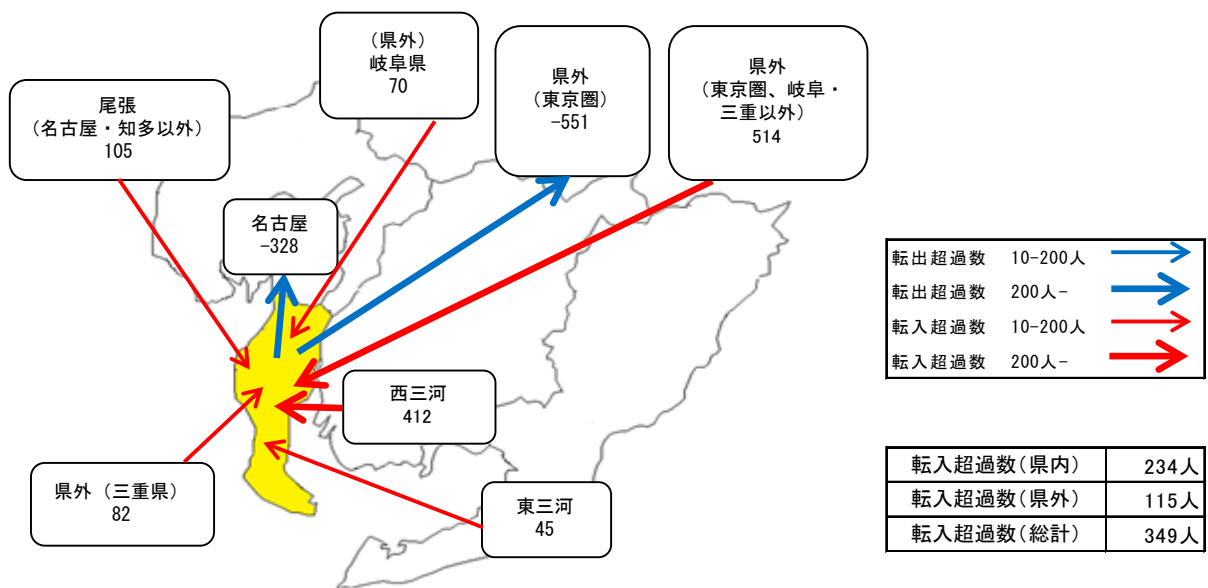 （県外）
岐阜県
70
県外
（東京圏）
-551
県外
（東京圏、岐阜・
三重以外）
514
尾張
（名古屋・知多以外）
105
名古屋
-328
西三河
412
県外（三重県）
82
東三河
45
転出超過数 10-200人
転出超過数 200人-
転入超過数 10-200人
転入超過数 200人-
転入超過数(県内) 234人
転入超過数(県外) 115人
転入超過数(総計) 349人